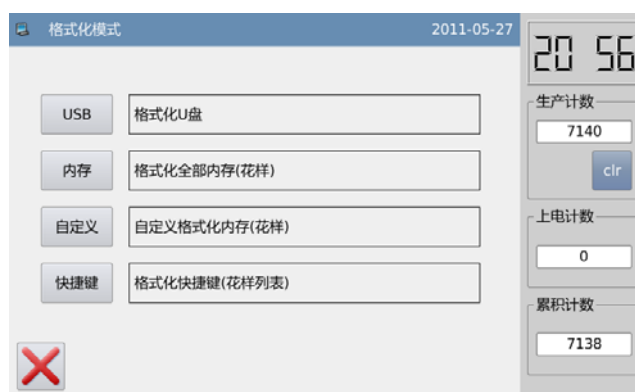 格式化模式 2011-05-27
20 56
USB 格式化U盘
内存 格式化全部内存(花样)
自定义 自定义格式化内存(花样)
快捷键 格式化快捷键(花样列表)
生产计数
7140
clr
上电计数
0
累积计数
7138